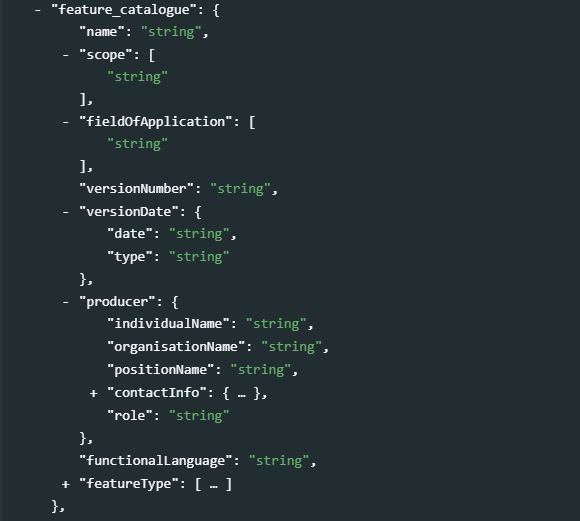 - "feature_catalogue": {
"name": "string",
- "scope": [
"string"
],
- "fieldOfApplication": [
"string"
],
"versionNumber": "string",
- "versionDate": {
"date": "string",
"type": "string"
},
- "producer": {
"individualName": "string",
"organisationName": "string",
"positionName": "string",
+ "contactInfo": { … },
"role": "string"
},
"functionalLanguage": "string",
+ "featureType": [ … ]
},